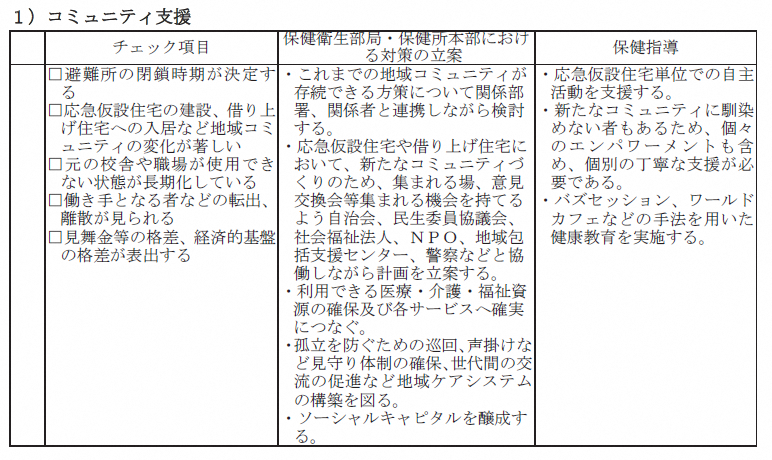 １）コミュニティ支援
チェック項目
保健衛生部局・保健所本部における対策の立案
保健指導
□避難所の閉鎖時期が決定す
る
□応急仮設住宅の建設、借り上
げ住宅への入居など地域コミ
ュニティの変化が著しい
□元の校舎や職場が使用でき
ない状態が長期化している
□働き手となる者などの転出、
離散が見られる
□見舞金等の格差、経済的基盤
の格差が表出する
・これまでの地域コミュニティが
存続できる方策について関係部
署、関係者と連携しながら検討
する。
・応急仮設住宅や借り上げ住宅に
おいて、新たなコミュニティづ
くりのため、集まれる場、意見
交換会等集まれる機会を持てる
よう自治会、民生委員協議会、
社会福祉法人、ＮＰＯ、地域包
括支援センター、警察などと協
働しながら計画を立案する。
・利用できる医療・介護・福祉資
源の確保及び各サービスへ確実
につなぐ。
・孤立を防ぐための巡回、声掛けな
ど見守り体制の確保、世代間の交
流の促進など地域ケアシステム
の構築を図る。
・ソーシャルキャピタルを醸成す
る。
・応急仮設住宅単位での自主
活動を支援する。
・新たなコミュニティに馴染
めない者もあるため、個々
のエンパワーメントも含
め、個別の丁寧な支援が必
要である。
・バズセッション、ワールド
カフェなどの手法を用いた
健康教育を実施する。